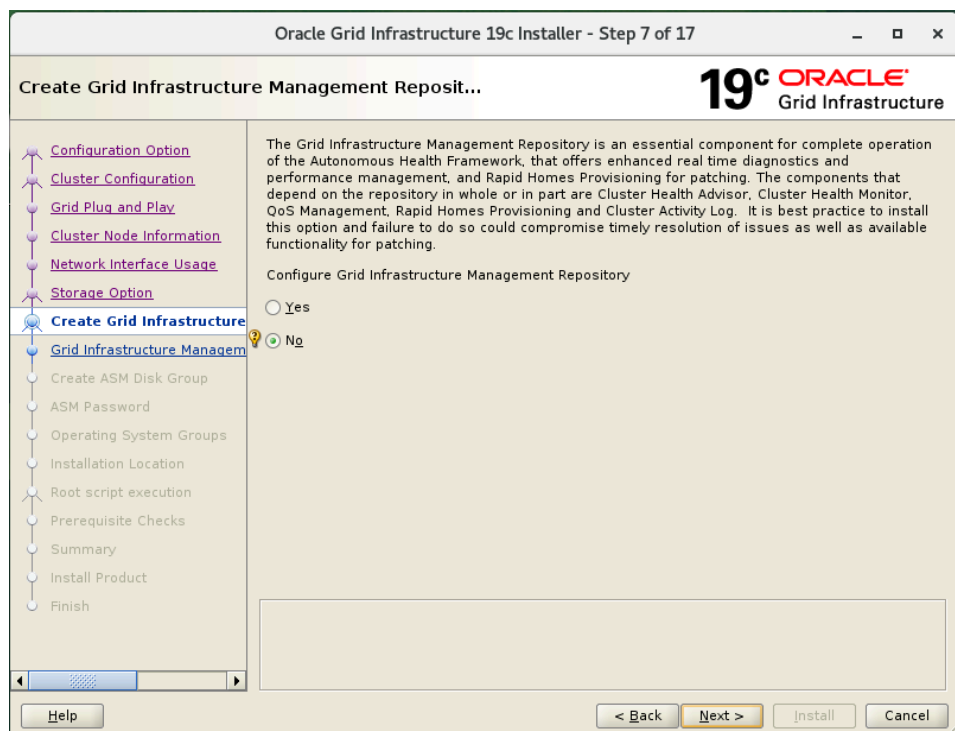 Oracle Grid Infrastructure 19c Installer - Step 7 of 17
Create Grid Infrastructure Management Reposit...
19c ORACLE
Grid Infrastructure
Configuration Option
Cluster Configuration
Grid Plug and Play
Cluster Node Information
Network Interface Usage
Storage Option
Create Grid Infrastructure
Grid Infrastructure Managem
Create ASM Disk Group
ASM Password
Operating System Groups
Installation Location
Root script execution
Prerequisite Checks
Summary
Install Product
Finish
The Grid Infrastructure Management Repository is an essential component for complete operation
of the Autonomous Health Framework, that offers enhanced real time diagnostics and
performance management, and Rapid Homes Provisioning for patching. The components that
depend on the repository in whole or in part are Cluster Health Advisor, Cluster Health Monitor,
QoS Management, Rapid Homes Provisioning and Cluster Activity Log. It is best practice to install
this option and failure to do so could compromise timely resolution of issues as well as available
functionality for patching.
Configure Grid Infrastructure Management Repository
Yes
No
Help
< Back
Next >
Install
Cancel